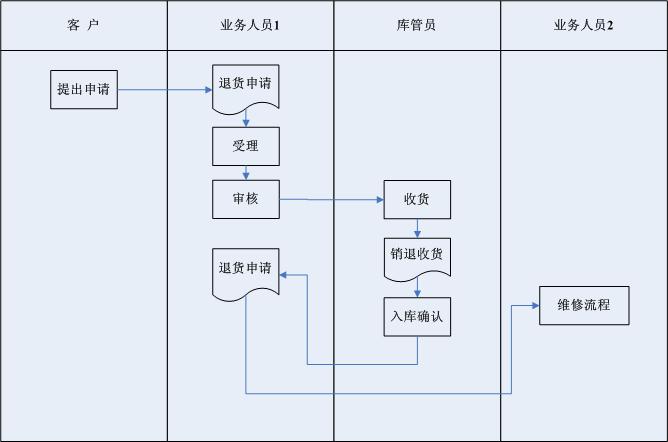 客 户
业务人员1
库管员
业务人员2
提出申请
退货申请
受理
审核
收货
销退收货
退货申请
入库确认
维修流程